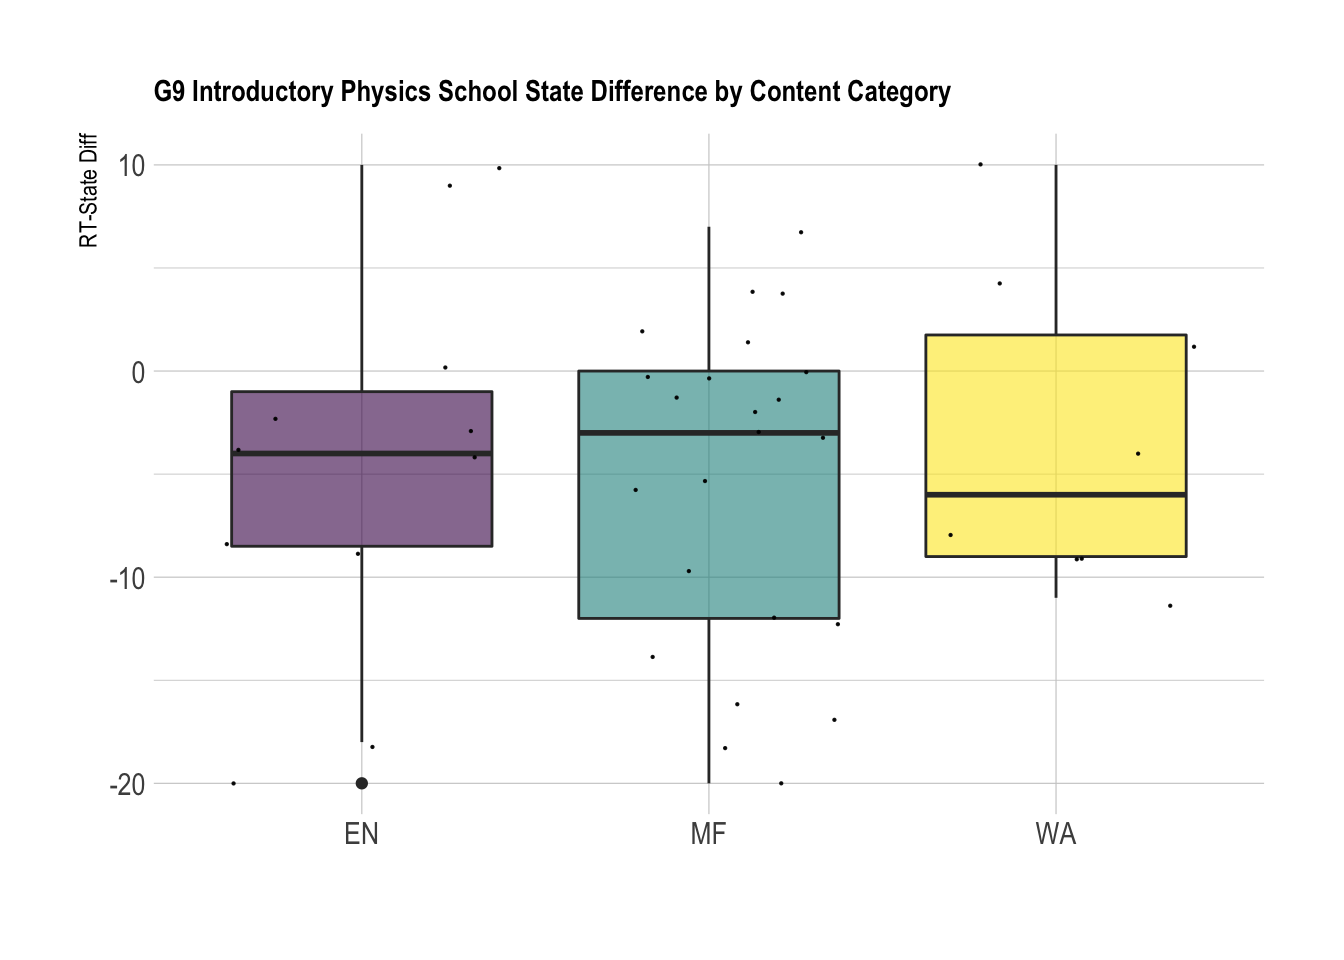 G9 Introductory Physics School State Difference by Content Category
RT-State Diff
10
0
-10
-20
EN MF WA